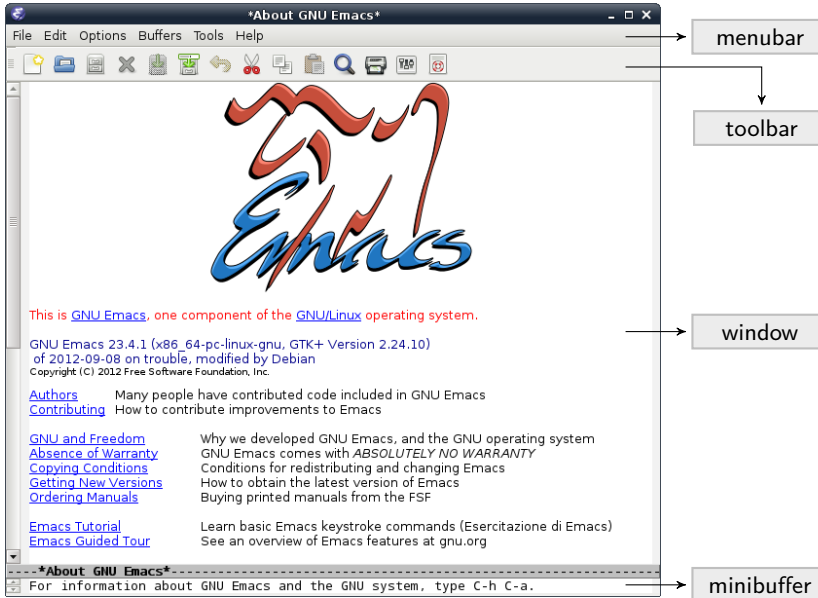 *About GNU Emacs*
File Edit Options Buffers Tools Help
menubar
toolbar
Emacs
This is GNU Emacs, one component of the GNU/Linux operating system.
window
GNU Emacs 23.4.1 (x86_64-pc-linux-gnu, GTK+ Version 2.24.10)
of 2012-09-08 on trouble, modified by Debian
Copyright (C) 2012 Free Software Foundation, Inc.
Authors Many people have contributed code included in GNU Emacs
Contributing How to contribute improvements to Emacs
GNU and Freedom Why we developed GNU Emacs, and the GNU operating system
Absence of Warranty GNU Emacs comes with ABSOLUTELY NO WARRANTY
Copying Conditions Conditions for redistributing and changing Emacs
Getting New Versions How to obtain the latest version of Emacs
Ordering Manuals Buying printed manuals from the FSF
Emacs Tutorial Learn basic Emacs keystroke commands (Esercitazione di Emacs)
Emacs Guided Tour See an overview of Emacs features at gnu.org
----*About GNU Emacs*----
For information about GNU Emacs and the GNU system, type C-h C-a.
minibuffer